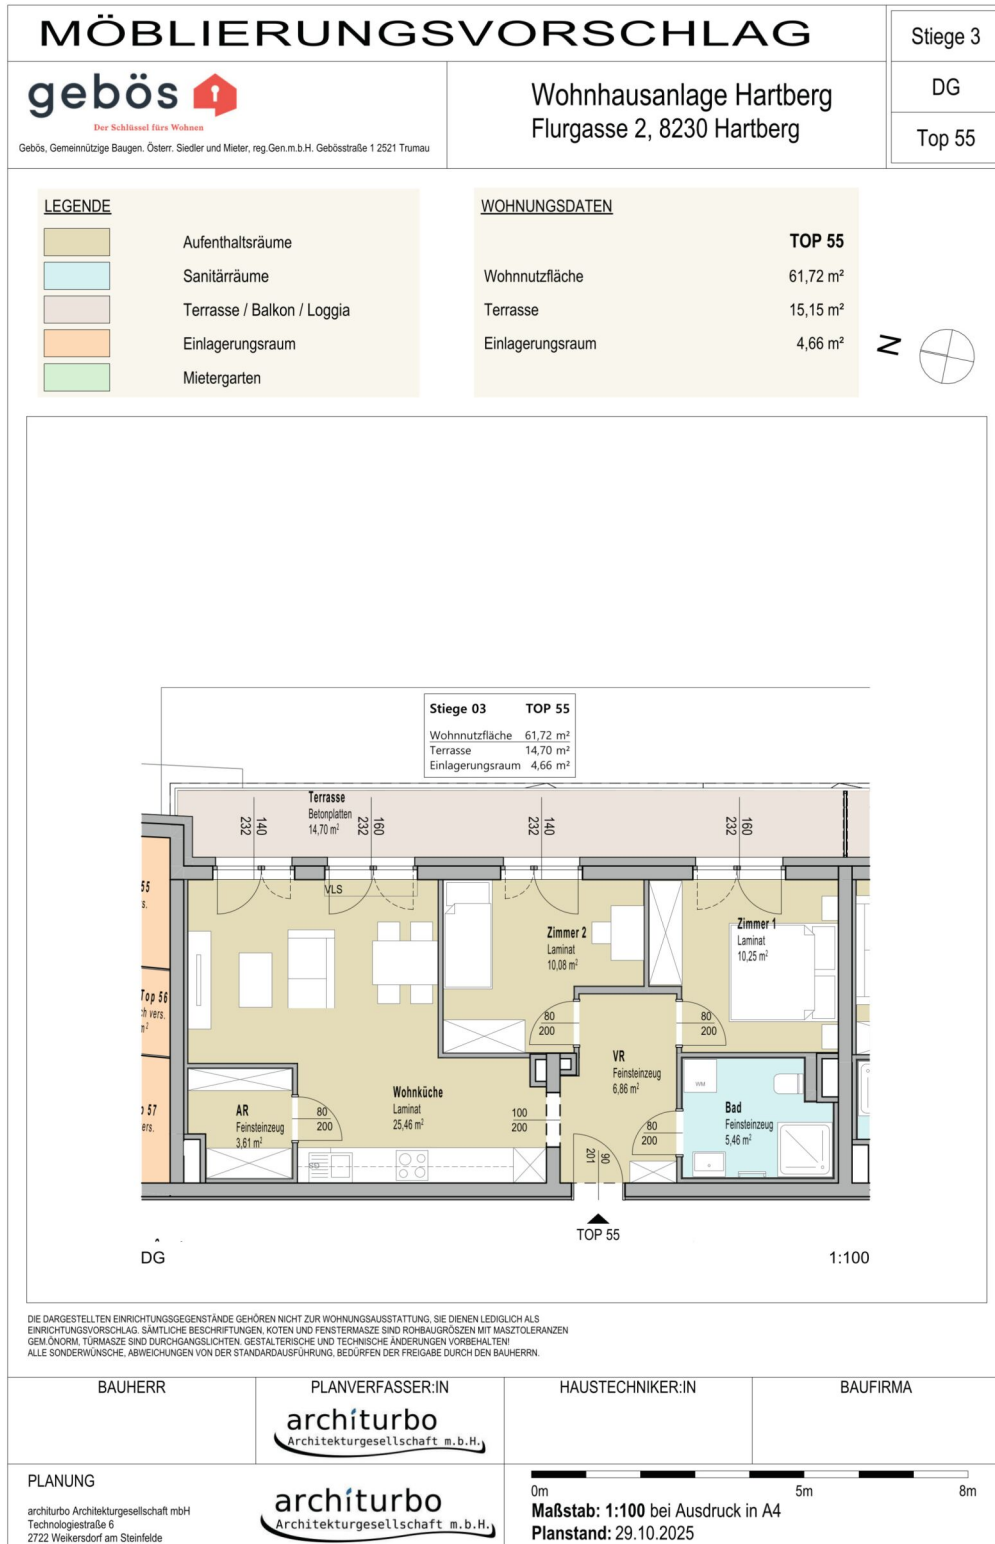 MÖBLIERUNGSVORSCHLAG
Stiege 3
DG
Top 55
gebös
Der Schlüssel fürs Wohnen
Gebös, Gemeinnützige Baugen. Österr. Siedler und Mieter, reg.Gen.m.b.H. Gebösstraße 1 2521 Trumau
Wohnhausanlage Hartberg
Flurgasse 2, 8230 Hartberg
LEGENDE
Aufenthaltsräume
Sanitärräume
Terrasse / Balkon / Loggia
Einlagerungsraum
Mietergarten
WOHNUNGSDATEN
TOP 55
Wohnnutzfläche 61,72 m²
Terrasse 15,15 m²
Einlagerungsraum 4,66 m²
N
Stiege 03 TOP 55
Wohnnutzfläche 61,72 m²
Terrasse 14,70 m²
Einlagerungsraum 4,66 m²
Terrasse
Betonplatten
14,70 m²
140
232
160
232
140
232
160
232
VLS
55
s.
Top 56
ch vers.
m²
57
ers.
Zimmer 2
Laminat
10,08 m²
Zimmer 1
Laminat
10,25 m²
80
200
80
200
VR
Feinsteinzeug
6,86 m²
Wohnküche
Laminat
25,46 m²
AR
Feinsteinzeug
3,61 m²
80
200
100
200
80
200
90
201
WM
Bad
Feinsteinzeug
5,46 m²
TOP 55
DG
1:100
DIE DARGESTELLTEN EINRICHTUNGSGEGENSTÄNDE GEHÖREN NICHT ZUR WOHNUNGSAUSSTATTUNG, SIE DIENEN LEDIGLICH ALS
EINRICHTUNGSVORSCHLAG. SÄMTLICHE BESCHRIFTUNGEN, KOTEN UND FENSTERMASZE SIND ROHBAUGRÖSZEN MIT MASZTOLERANZEN
GEM.ÖNORM, TÜRMASZE SIND DURCHGANGSLICHTEN. GESTALTERISCHE UND TECHNISCHE ÄNDERUNGEN VORBEHALTEN!
ALLE SONDERWÜNSCHE, ABWEICHUNGEN VON DER STANDARDAUSFÜHRUNG, BEDÜRFEN DER FREIGABE DURCH DEN BAUHERRN.
BAUHERR
PLANVERFASSER:IN
HAUSTECHNIKER:IN
BAUFIRMA
architurbo
Architekturgesellschaft m.b.H.
PLANUNG
architurbo Architekturgesellschaft mbH
Technologiestraße 6
2722 Weikersdorf am Steinfelde
architurbo
Architekturgesellschaft m.b.H.
0m 5m 8m
Maßstab: 1:100 bei Ausdruck in A4
Planstand: 29.10.2025